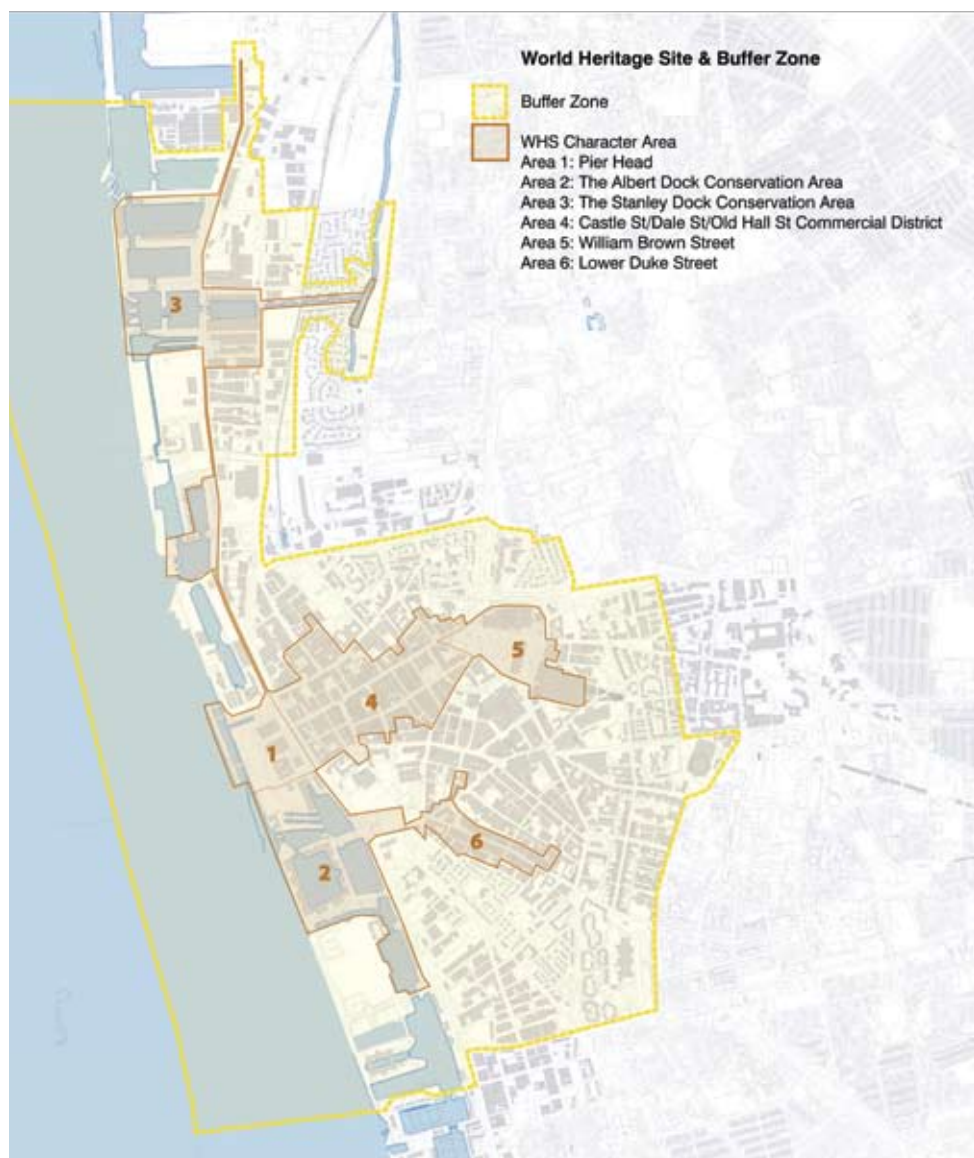 World Heritage Site & Buffer Zone
Buffer Zone
WHS Character Area
Area 1: Pier Head
Area 2: The Albert Dock Conservation Area
Area 3: The Stanley Dock Conservation Area
Area 4: Castle St/Dale St/Old Hall St Commercial District
Area 5: William Brown Street
Area 6: Lower Duke Street
3
5
4
1
6
2